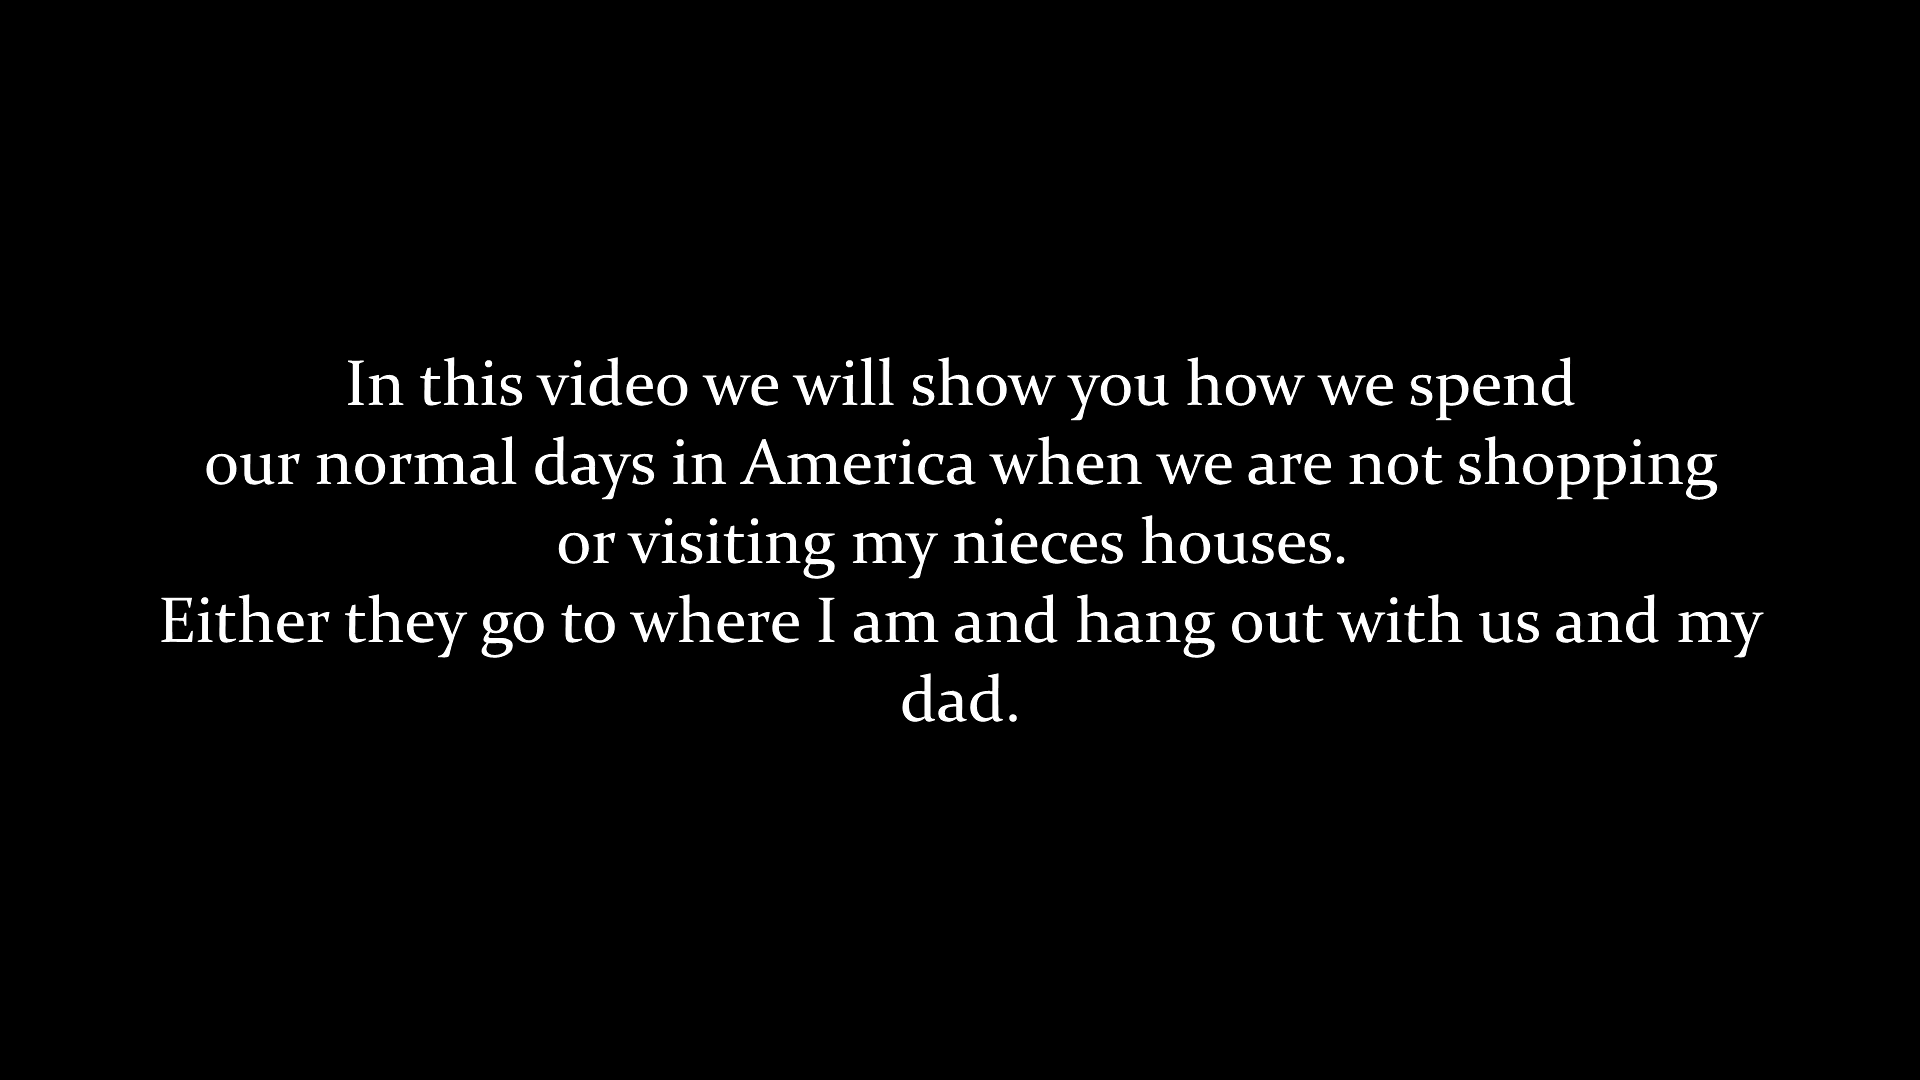 In this video we will show you how we spend
our normal days in America when we are not shopping
or visiting my nieces houses.
Either they go to where I am and hang out with us and my
dad.